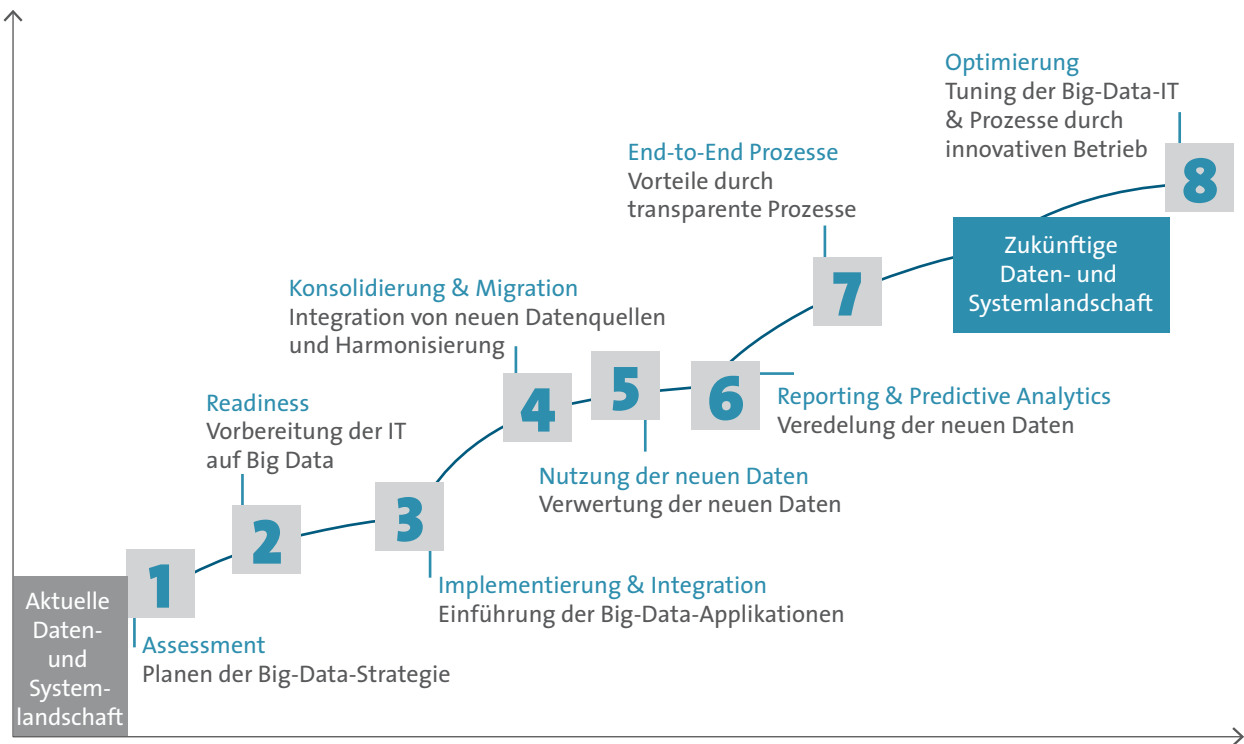 Optimierung
Tuning der Big-Data-IT
& Prozesse durch
innovativen Betrieb
8
End-to-End Prozesse
Vorteile durch
transparente Prozesse
7
Zukünftige
Daten- und
Systemlandschaft
Konsolidierung & Migration
Integration von neuen Datenquellen
und Harmonisierung
4
5
6
Reporting & Predictive Analytics
Veredelung der neuen Daten
Readiness
Vorbereitung der IT
auf Big Data
Nutzung der neuen Daten
Verwertung der neuen Daten
2
3
1
Implementierung & Integration
Einführung der Big-Data-Applikationen
Aktuelle
Daten-
und
System-
landschaft
Assessment
Planen der Big-Data-Strategie